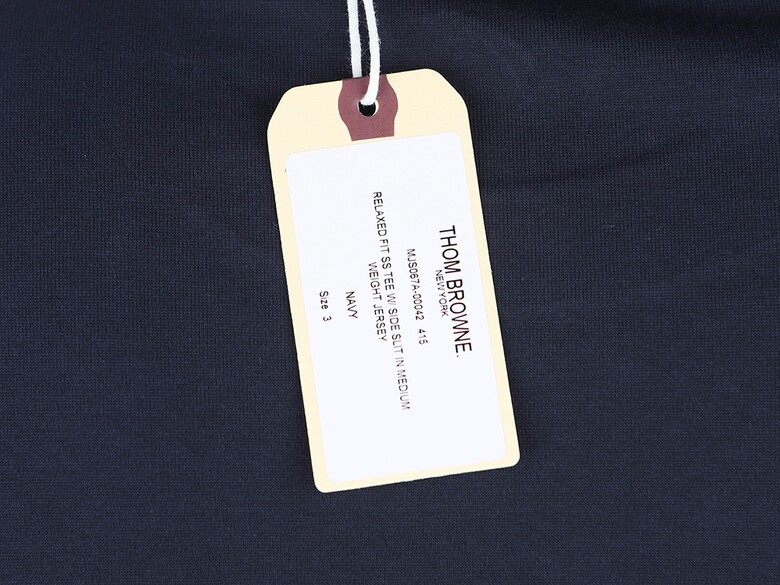 THOM BROWNE.
NEW YORK
MJS067A-00042 415
RELAXED FIT SS TEE W/ SIDE SLIT IN MEDIUM
WEIGHT JERSEY
NAVY
Size 3